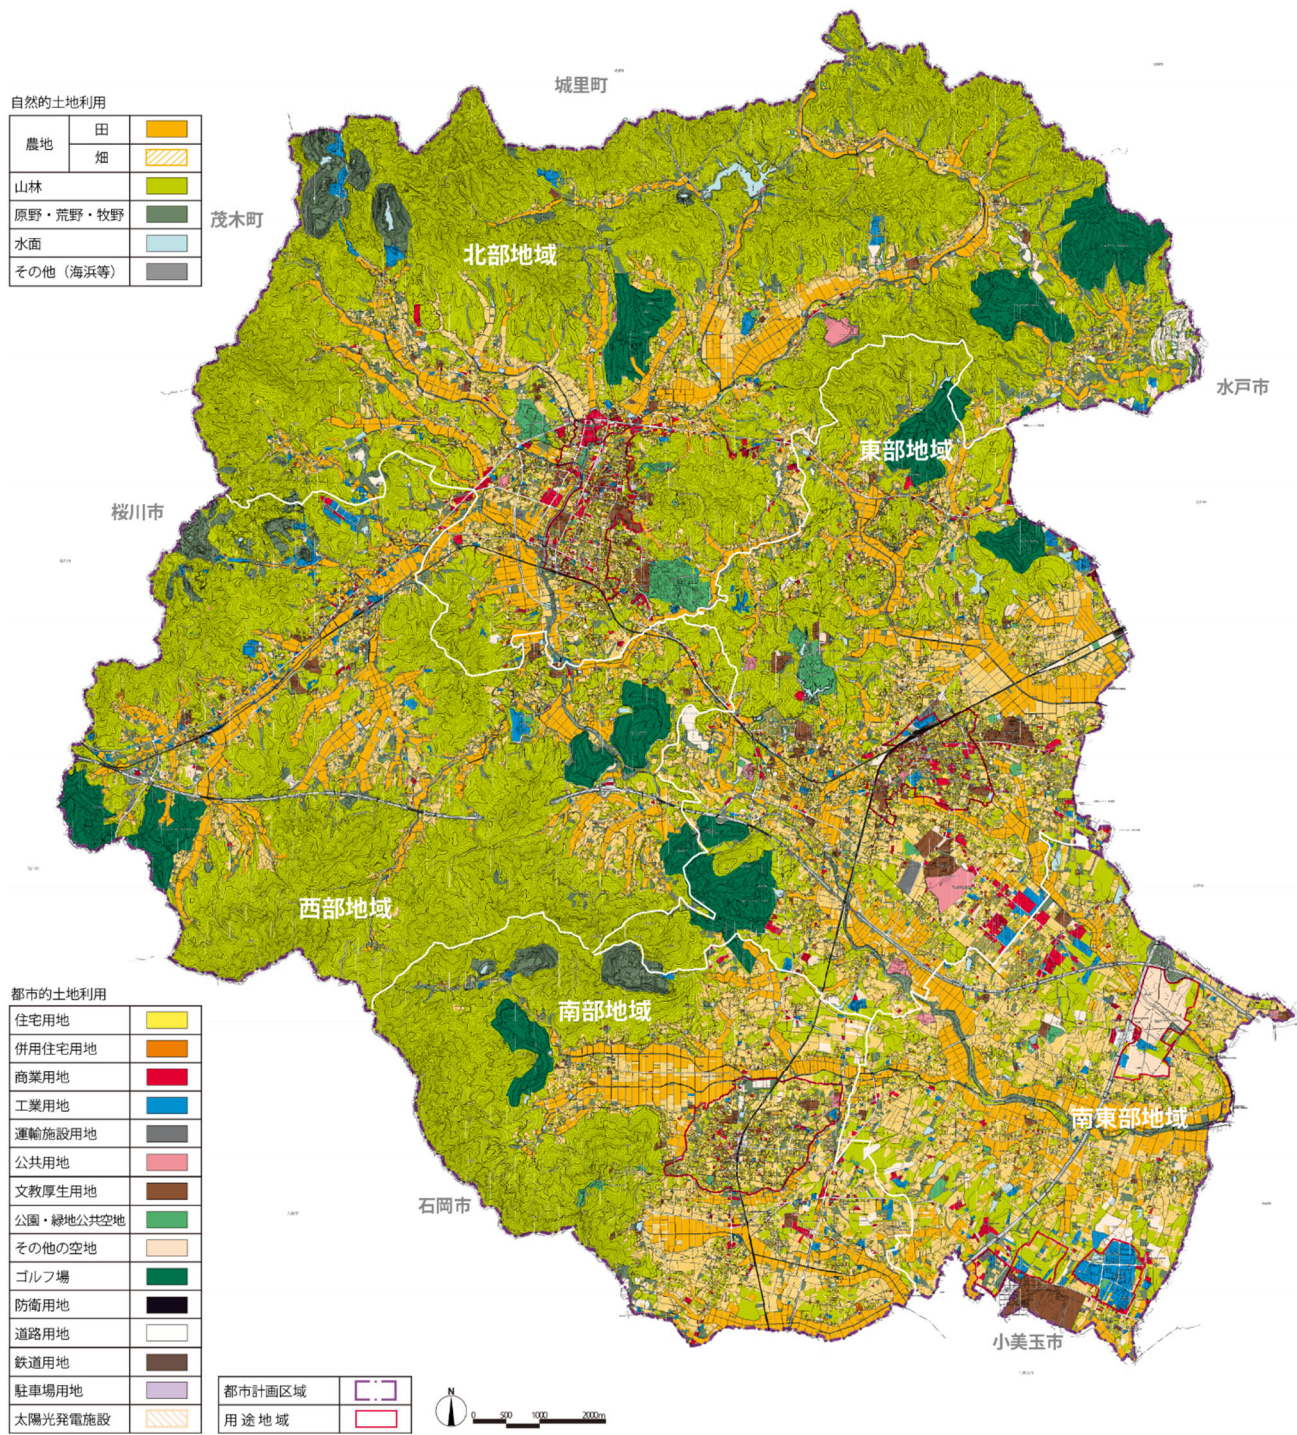 城里町
自然的土地利用
農地
田
畑
山林
原野・荒野・牧野
水面
その他（海浜等）
茂木町
北部地域
水戸市
東部地域
桜川市
西部地域
南部地域
南東部地域
石岡市
小美玉市
都市的土地利用
住宅用地
併用住宅用地
商業用地
工業用地
運輸施設用地
公共用地
文教厚生用地
公園・緑地公共空地
その他の空地
ゴルフ場
防衛用地
道路用地
鉄道用地
駐車場用地
太陽光発電施設
都市計画区域
用途地域
N
0 500 1000 2000m